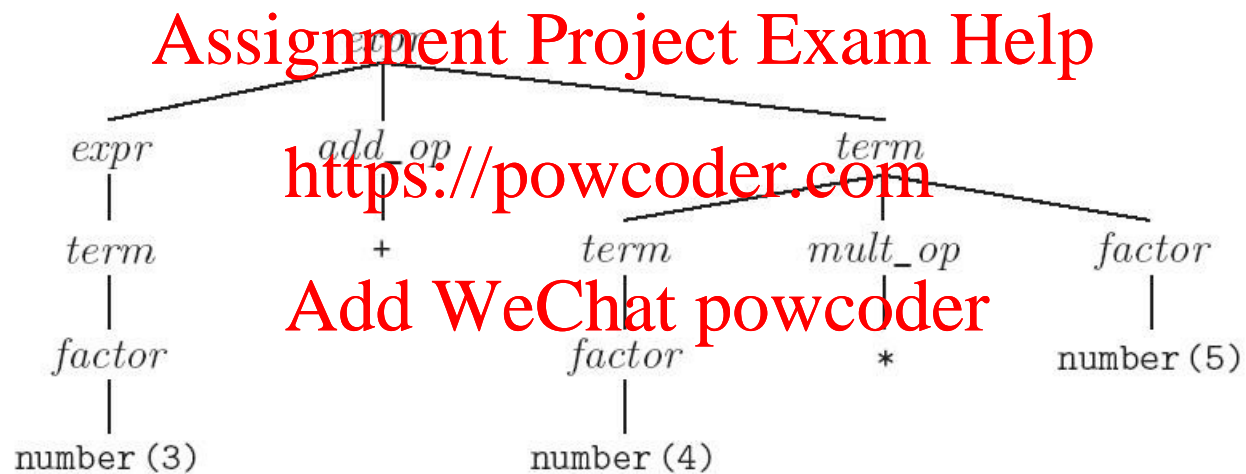 Assignment Project Exam Help
expr
expr add_op term
https://powcoder.com
term + term mult_op factor
Add WeChat powcoder
factor factor * number(5)
number(3) number(4)